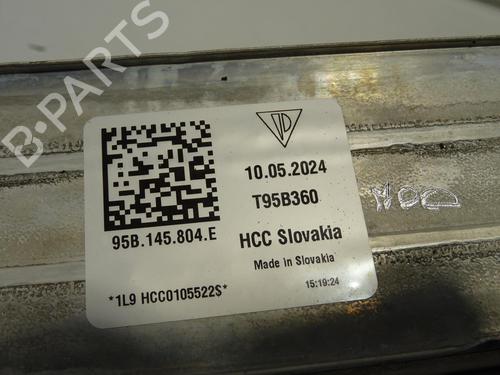 B-PARTS
10.05.2024
T95B360
95B.145.804.E
HCC Slovakia
Made in Slovakia
*1L9 HCC0105522S*
15:19:24